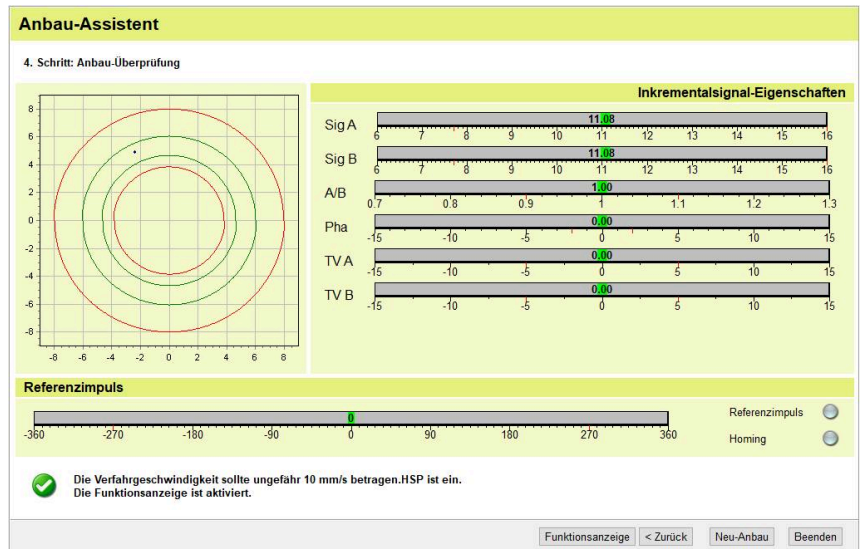 Anbau-Assistent
4. Schritt: Anbau-Überprüfung
8
6
4
2
0
-2
-4
-6
-8
-8 -6 -4 -2 0 2 4 6 8
Inkrementalsignal-Eigenschaften
Sig A 11.08
6 7 8 9 10 11 12 13 14 15 16
Sig B 11.08
6 7 8 9 10 11 12 13 14 15 16
A/B 1.00
0.7 0.8 0.9 1 1.1 1.2 1.3
Pha 0.00
-15 -10 -5 0 5 10 15
TV A 0.00
-15 -10 -5 0 5 10 15
TV B 0.00
-15 -10 -5 0 5 10 15
Referenzimpuls
0
-360 -270 -180 -90 0 90 180 270 360
Referenzimpuls
Homing
Die Verfahrgeschwindigkeit sollte ungefähr 10 mm/s betragen.HSP ist ein.
Die Funktionsanzeige ist aktiviert.
Funktionsanzeige < Zurück Neu-Anbau Beenden